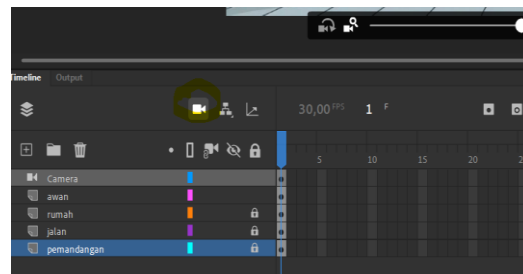 Timeline Output
30,00 FPS 1 F
5 10 15 20
Camera
awan
rumah
jalan
pemandangan